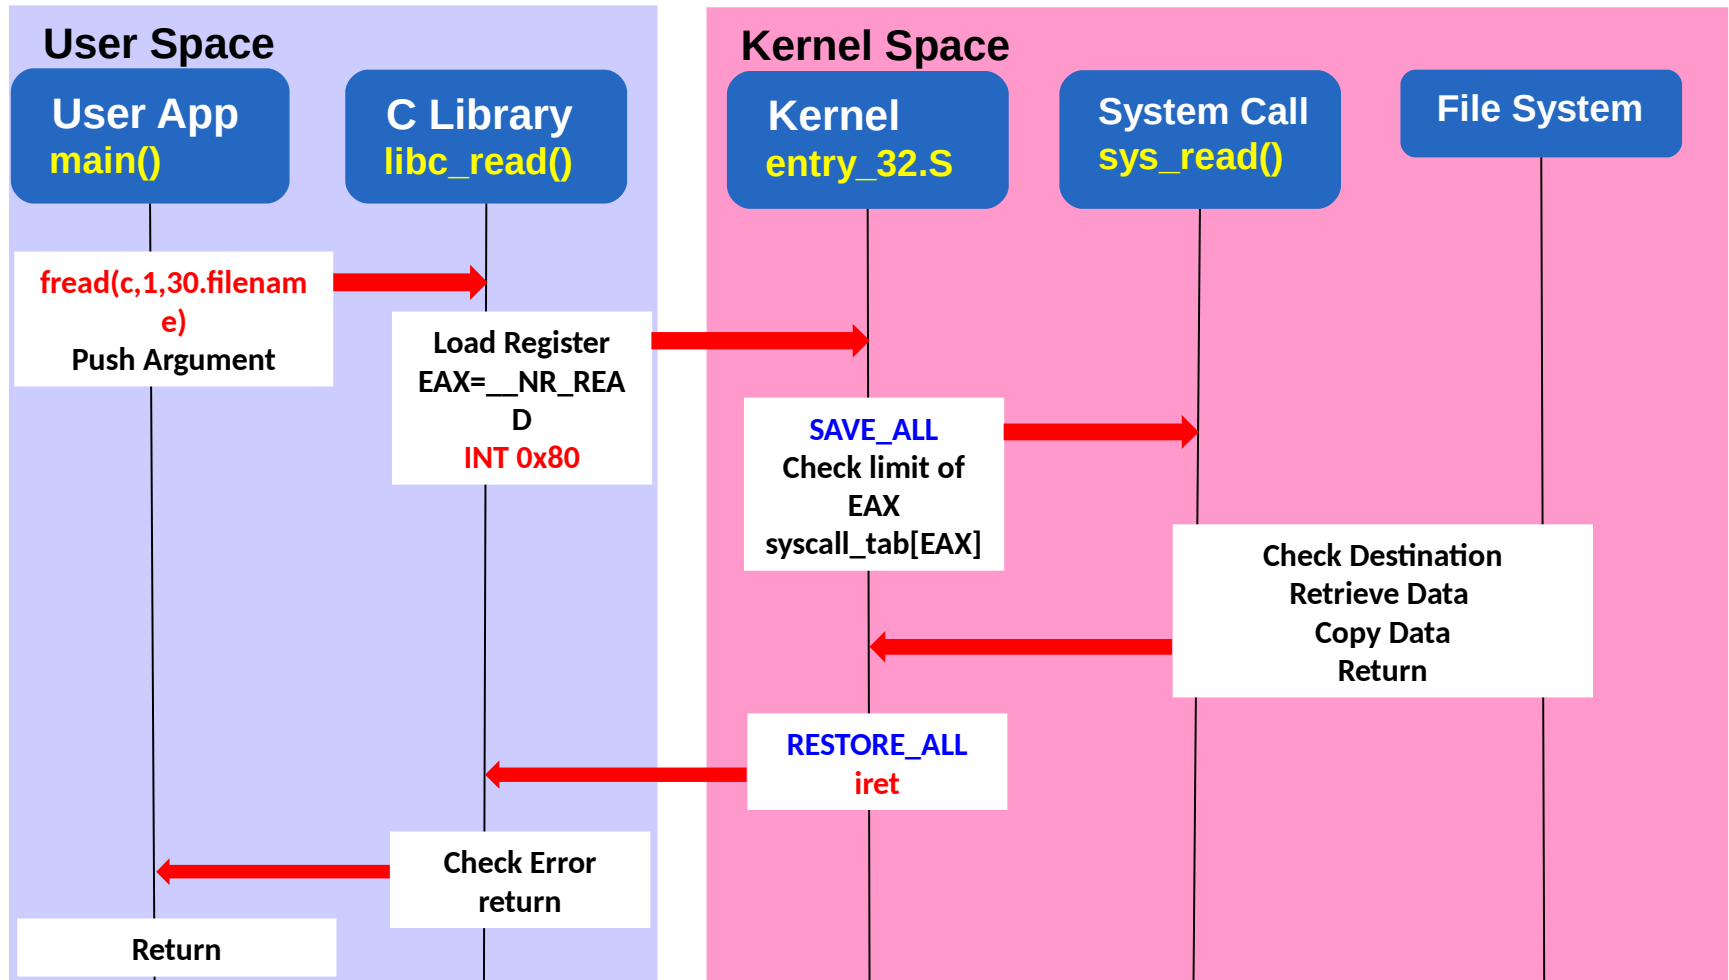 User Space
Kernel Space
User App
main()
C Library
libc_read()
Kernel
entry_32.S
System Call
sys_read()
File System
fread(c,1,30.filenam
e)
Push Argument
Load Register
EAX=__NR_REA
D
INT 0x80
SAVE_ALL
Check limit of
EAX
syscall_tab[EAX]
Check Destination
Retrieve Data
Copy Data
Return
RESTORE_ALL
iret
Check Error
return
Return